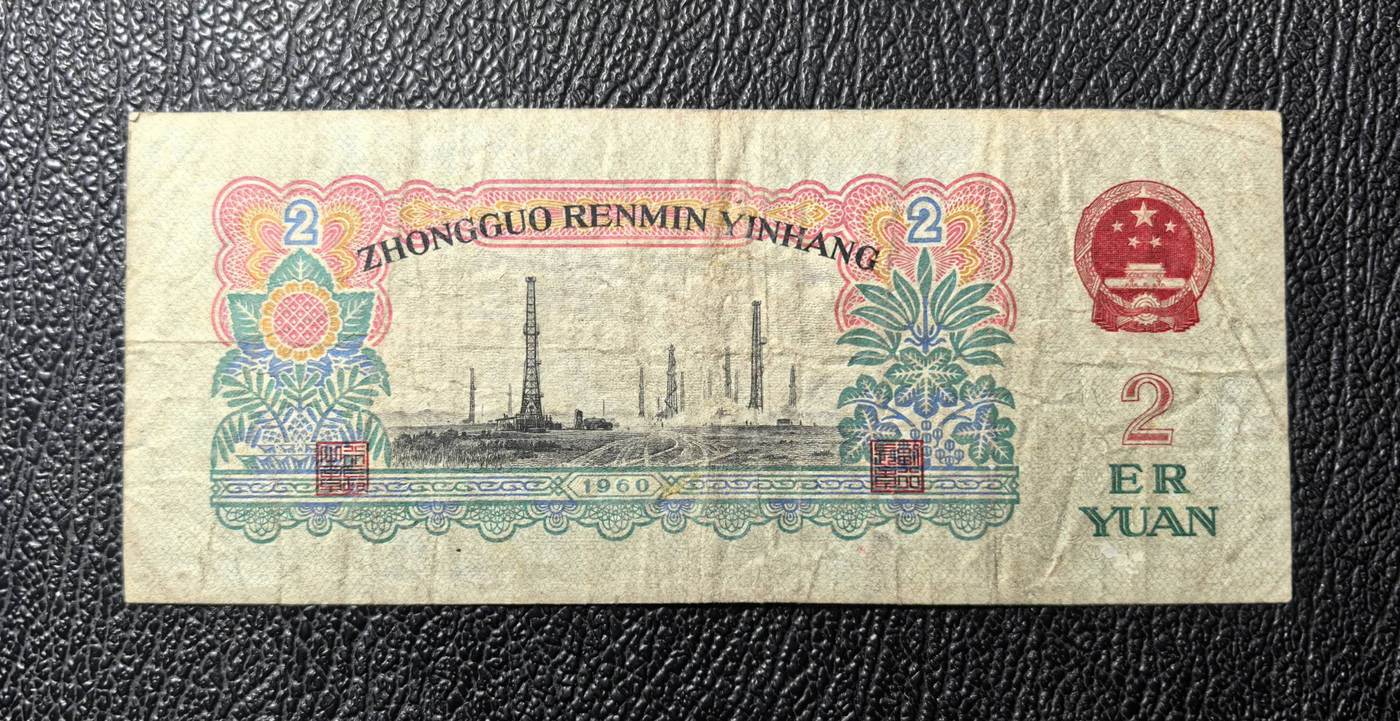 2
2
ZHONGGUO RENMIN YINHANG
1960
2
ER
YUAN